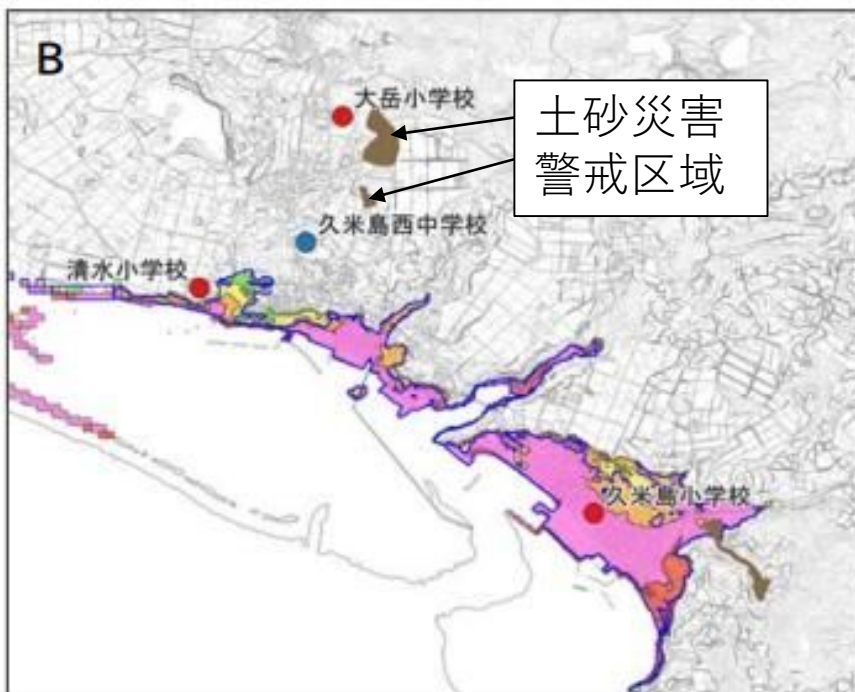 B
大岳小学校
土砂災害
警戒区域
久米島西中学校
清水小学校
久米島小学校